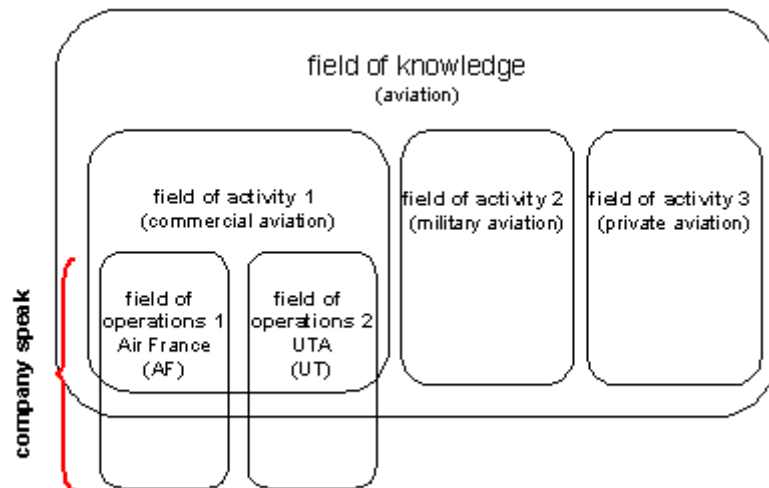 field of knowledge
(aviation)
field of activity 1
(commercial aviation)
field of activity 2
(military aviation)
field of activity 3
(private aviation)
company speak
field of
operations 1
Air France
(AF)
field of
operations 2
UTA
(UT)